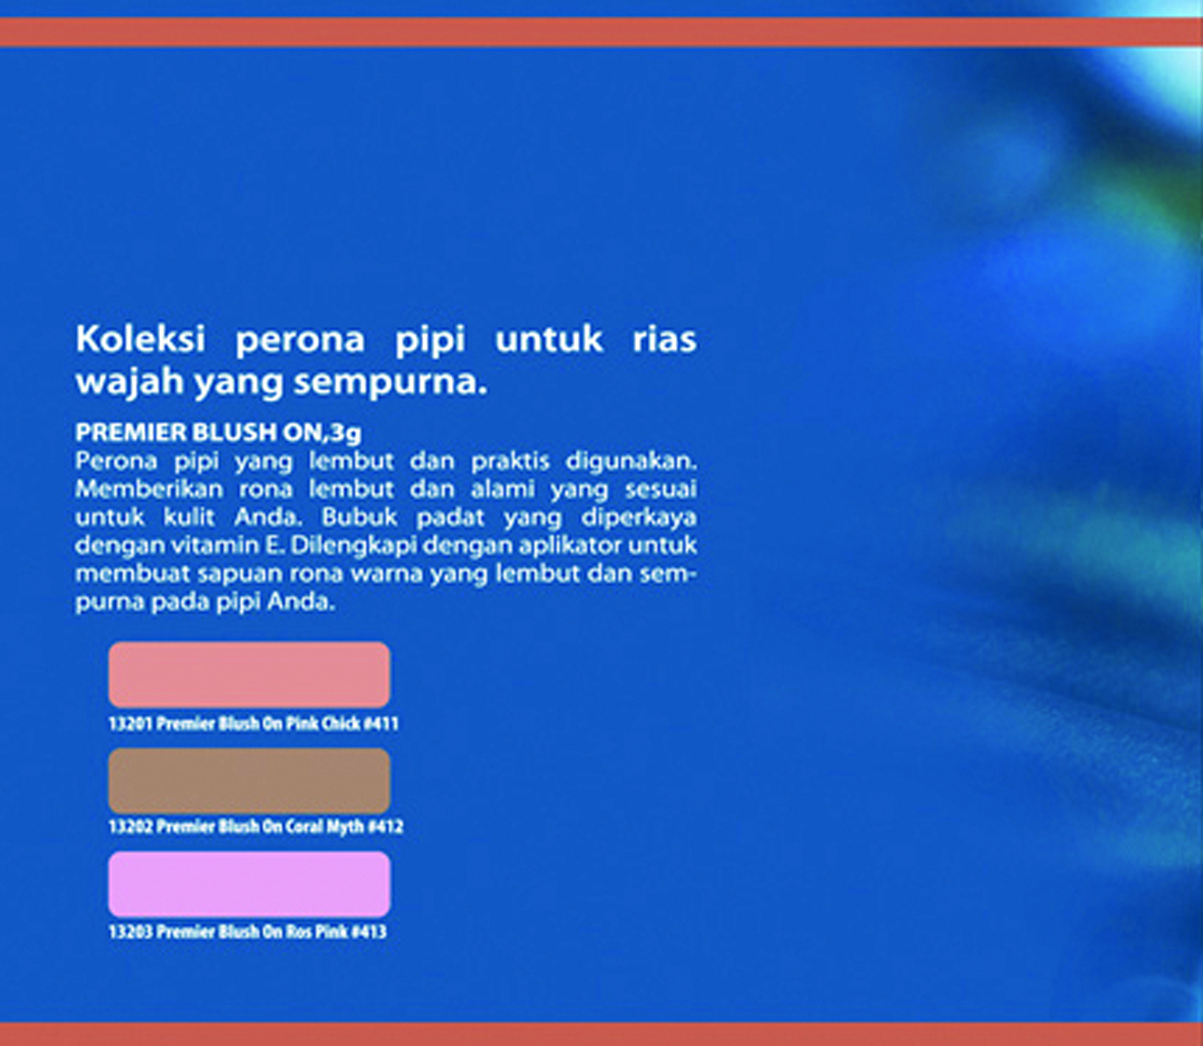 Koleksi perona pipi untuk rias
wajah yang sempurna.
PREMIER BLUSH ON,3g
Perona pipi yang lembut dan praktis digunakan.
Memberikan rona lembut dan alami yang sesuai
untuk kulit Anda. Bubuk padat yang diperkaya
dengan vitamin E. Dilengkapi dengan aplikator untuk
membuat sapuan rona warna yang lembut dan sem-
purna pada pipi Anda.
13201 Premier Blush On Pink Chick #411
13202 Premier Blush On Coral Myth #412
13203 Premier Blush On Ros Pink #413